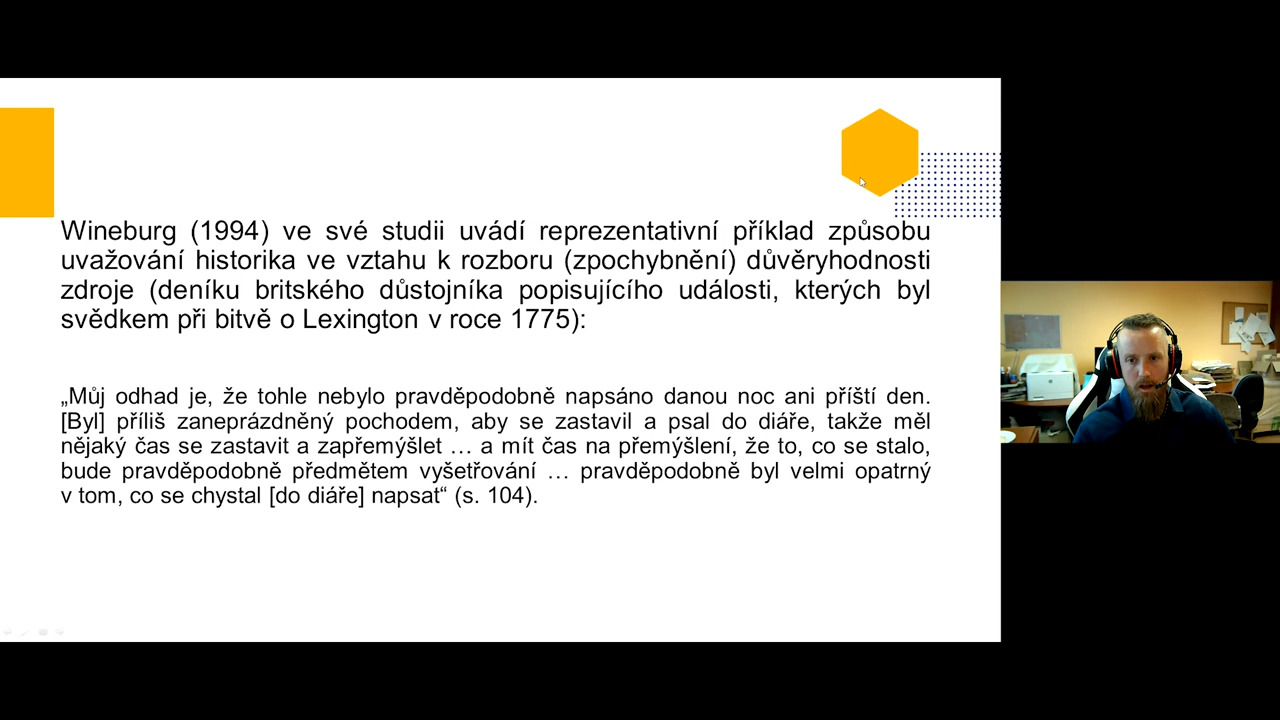 Wineburg (1994) ve své studii uvádí reprezentativní příklad způsobu
uvažování historika ve vztahu k rozboru (zpochybnění) důvěryhodnosti
zdroje (deníku britského důstojníka popisujícího události, kterých byl
svědkem při bitvě o Lexington v roce 1775):
„Můj odhad je, že tohle nebylo pravděpodobně napsáno danou noc ani příští den.
[Byl] příliš zaneprázdněný pochodem, aby se zastavil a psal do diáře, takže měl
nějaký čas se zastavit a zapřemýšlet … a mít čas na přemýšlení, že to, co se stalo,
bude pravděpodobně předmětem vyšetřování … pravděpodobně byl velmi opatrný
v tom, co se chystal [do diáře] napsat“ (s. 104).